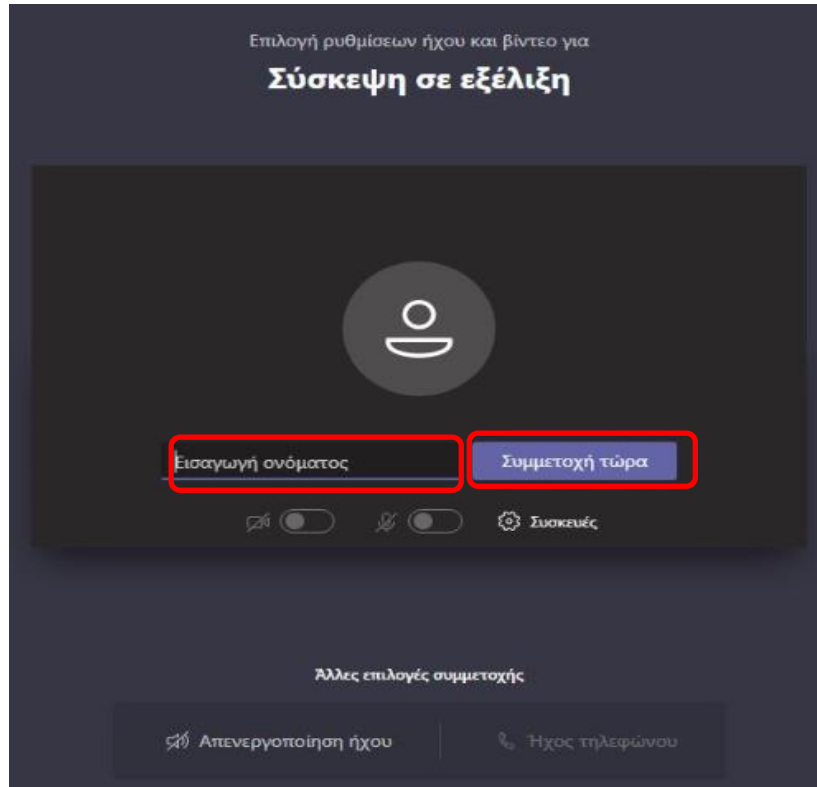 Επιλογή ρυθμίσεων ήχου και βίντεο για
Σύσκεψη σε εξέλιξη
Εισαγωγή ονόματος
Συμμετοχή τώρα
Συσκευές
Άλλες επιλογές συμμετοχής
Απενεργοποίηση ήχου
Ήχος τηλεφώνου